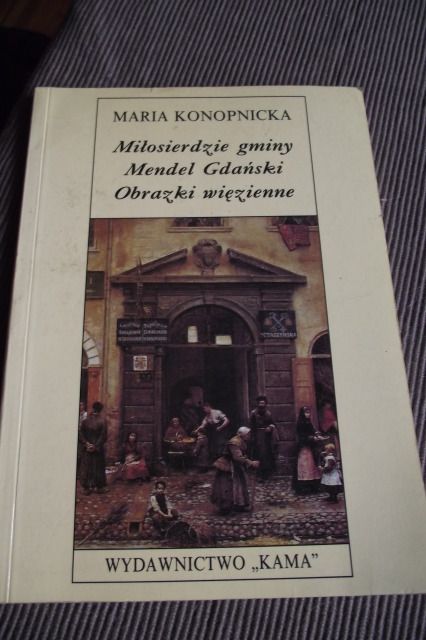 MARIA KONOPNICKA
Miłosierdzie gminy
Mendel Gdański
Obrazki więzienne
WYDAWNICTWO „KAMA”